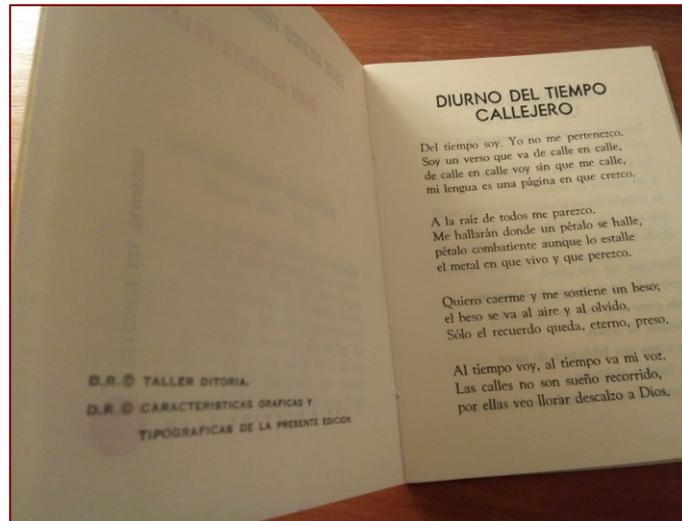 D.R.© TALLER DITORIA.
D.R.© CARACTERISTICAS GRAFICAS Y
TIPOGRAFICAS DE LA PRESENTE EDICION.
DIURNO DEL TIEMPO
CALLEJERO
Del tiempo soy. Yo no me pertenezco.
Soy un verso que va de calle en calle,
de calle en calle voy sin que me calle,
mi lengua es una página en que crezco.
A la raíz de todos me parezco.
Me hallarán donde un pétalo se halle,
pétalo combatiente aunque lo estalle
el metal en que vivo y que perezco.
Quiero caerme y me sostiene un beso;
el beso se va al aire y al olvido.
Sólo el recuerdo queda, eterno, preso.
Al tiempo voy, al tiempo va mi voz.
Las calles no son sueño recorrido,
por ellas veo llorar descalzo a Dios.